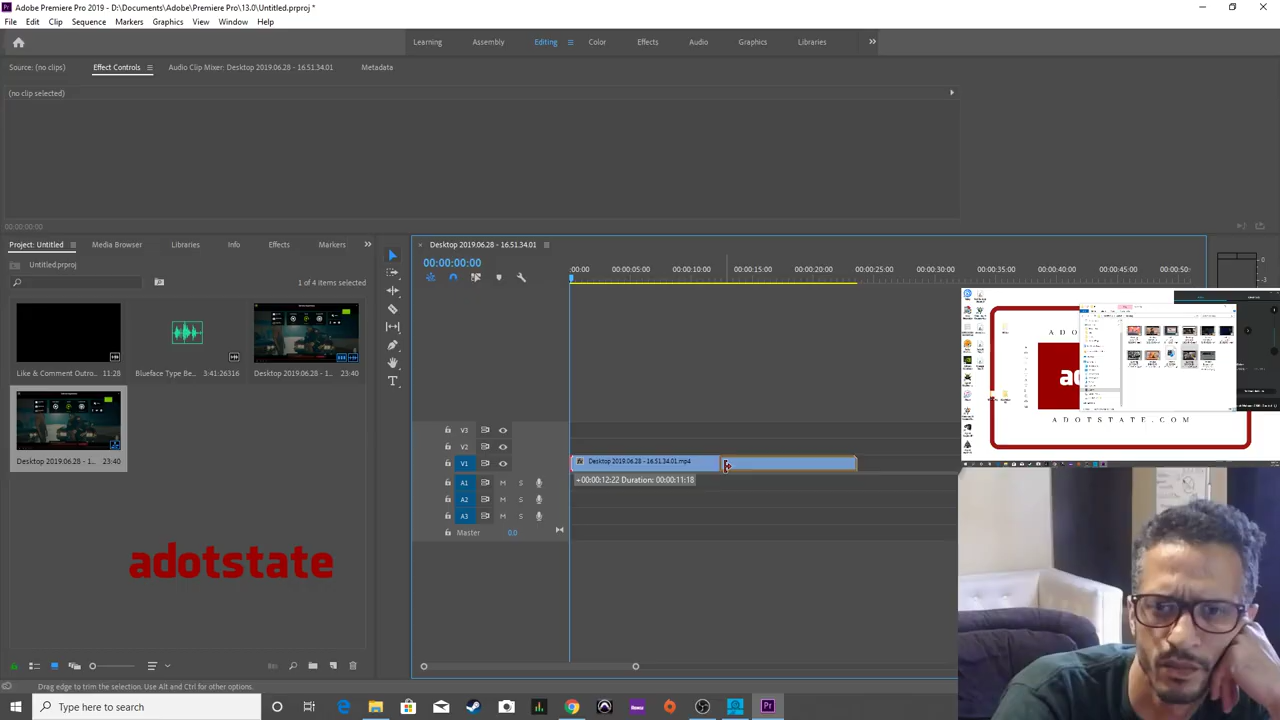 Adobe Premiere Pro 2019 - D:\Documents\Adobe\Premiere Pro\13.0\Untitled.prproj *
File Edit Clip Sequence Markers Graphics View Window Help
Learning Assembly Editing Color Effects Audio Graphics Libraries
Source: (no clips) Effect Controls Audio Clip Mixer: Desktop 2019.06.28 - 16.51.34.01 Metadata
(no clip selected)
00:00:00:00
Project: Untitled Media Browser Libraries Info Effects Markers
Untitled.prproj
1 of 4 items selected
Like & Comment Outro... 11:28
Blueface Type Be... 3:41:26316
Desktop 2019.06.28 - 1... 23:40
Desktop 2019.06.28 - 1... 23:40
adotstate
Desktop 2019.06.28 - 16.51.34.01
00:00:00:00
:00:00 00:00:05:00 00:00:10:00 00:00:15:00 00:00:20:00 00:00:25:00 00:00:30:00 00:00:35:00 00:00:40:00 00:00:45:00 00:00:50:0
V3
V2
V1 Desktop 2019.06.28 - 16.51.34.01.mp4
+00:00:12:22 Duration: 00:00:11:18
A1 M S
A2 M S
A3 M S
Master 0.0
0
-3
ADOTSTATE.COM
Drag edge to trim the selection. Use Alt and Ctrl for other options.
Type here to search